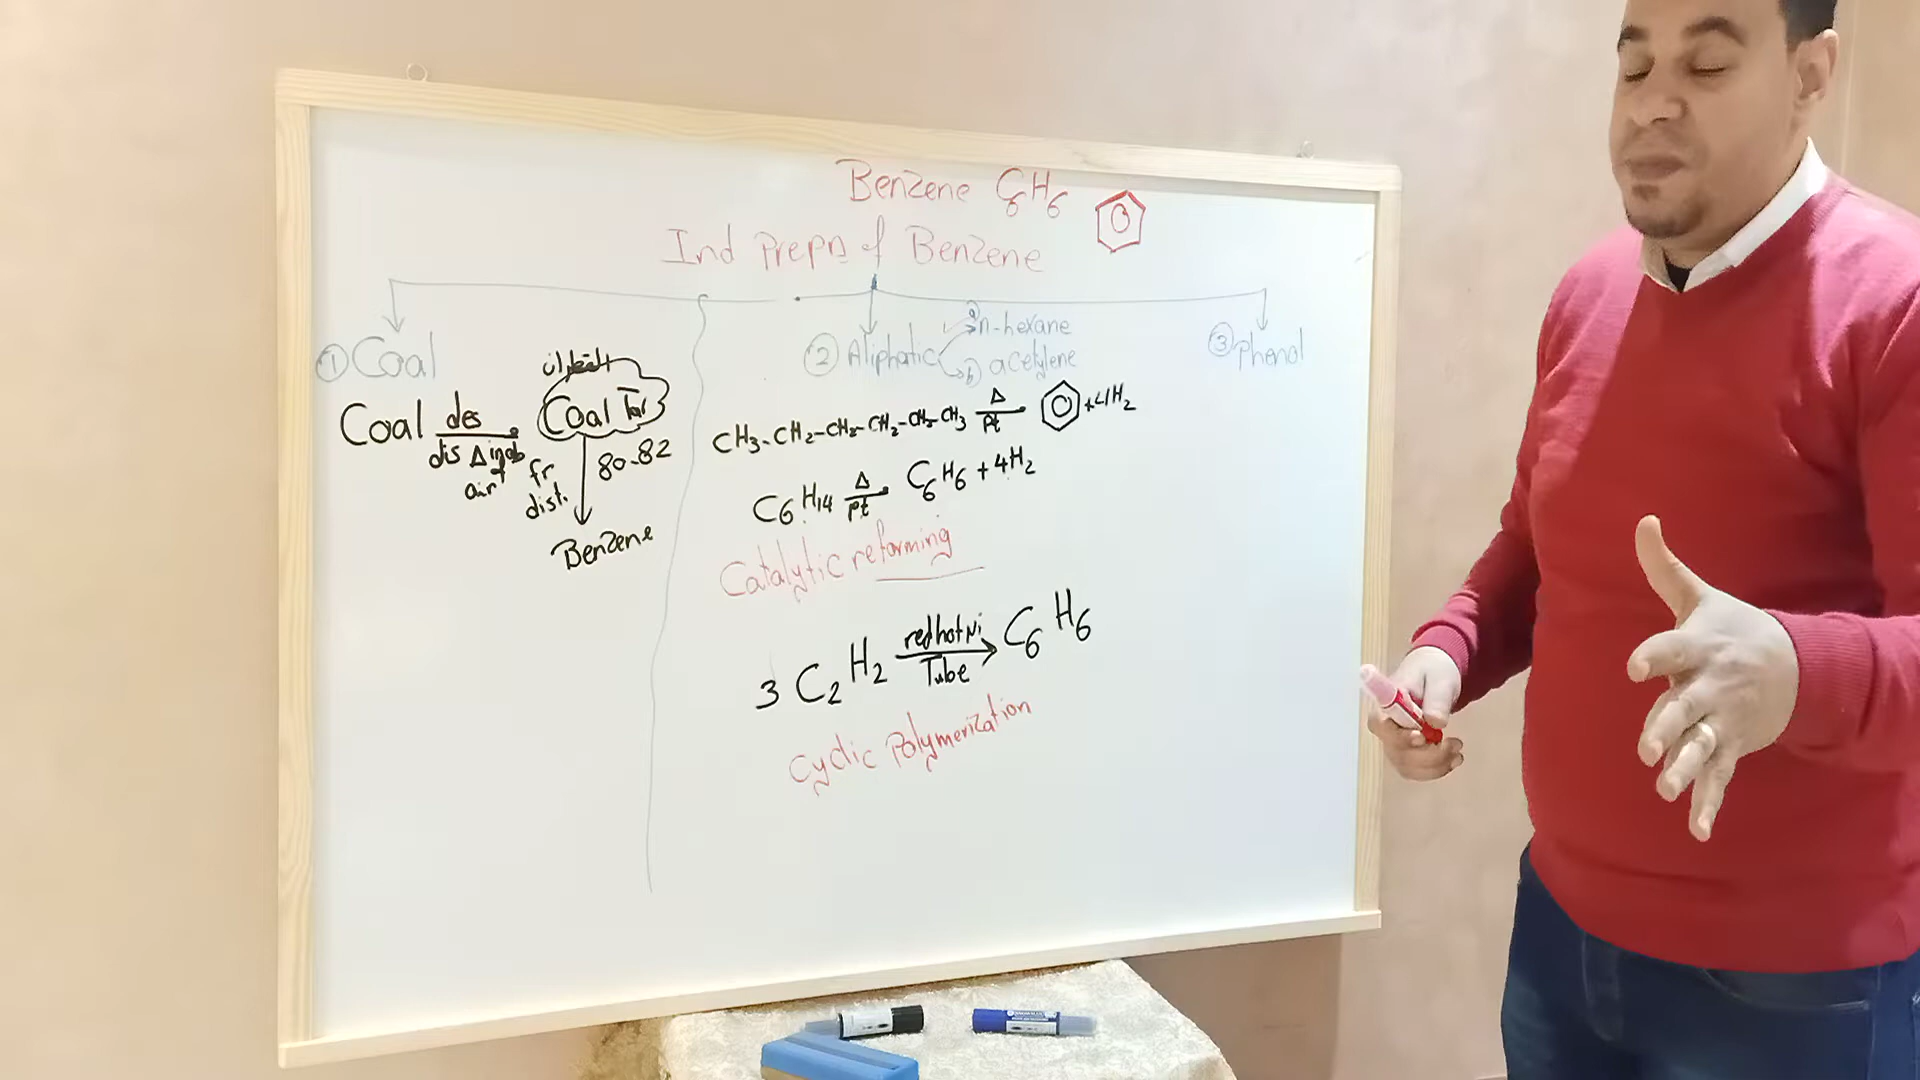 Benzene C6H6
Ind Prepn of Benzene
① Coal
Coal des Coal Tar
dis Δ in ab
air
fr
dist.
80-82
Benzene
② Aliphatic
a n-hexane
b) acetylene
CH3-CH2-CH2-CH2-CH2-CH3 Δ Pt + 4H2
C6H14 Δ Pt C6H6 + 4H2
Catalytic reforming
3 C2H2 red hot Ni Tube → C6H6
Cyclic Polymerization
③ phenol